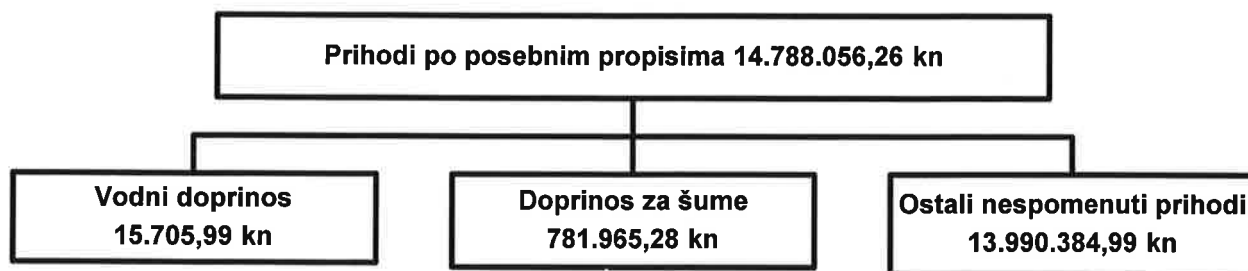 Prihodi po posebnim propisima 14.788.056,26 kn
Vodni doprinos
15.705,99 kn
Doprinos za šume
781.965,28 kn
Ostali nespomenuti prihodi
13.990.384,99 kn